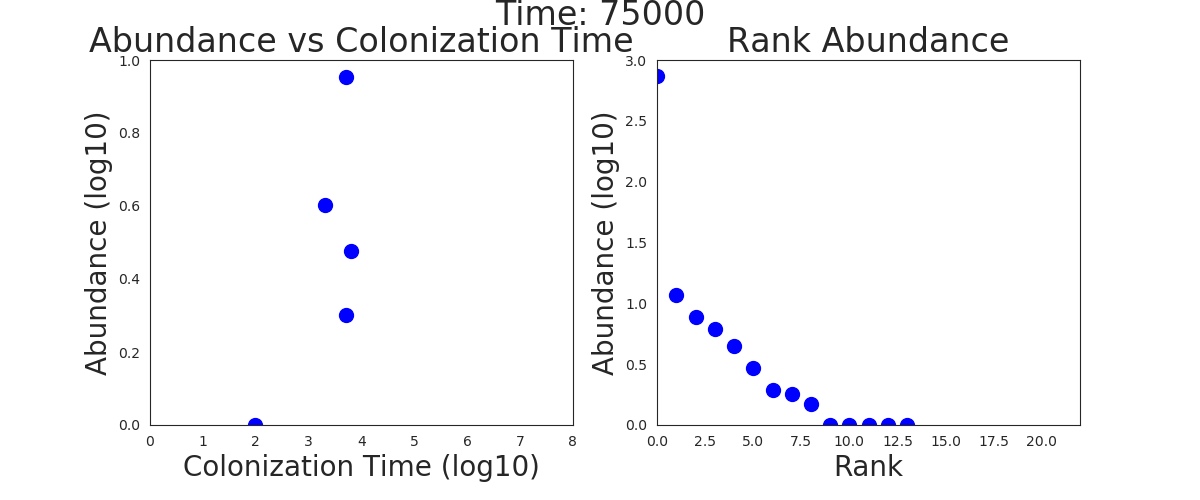 Time: 75000
Abundance vs Colonization Time
Rank Abundance
1.0
0.8
0.6
0.4
0.2
0.0
Abundance (log10)
0 1 2 3 4 5 6 7 8
Colonization Time (log10)
3.0
2.5
2.0
1.5
1.0
0.5
0.0
Abundance (log10)
0.0 2.5 5.0 7.5 10.0 12.5 15.0 17.5 20.0
Rank